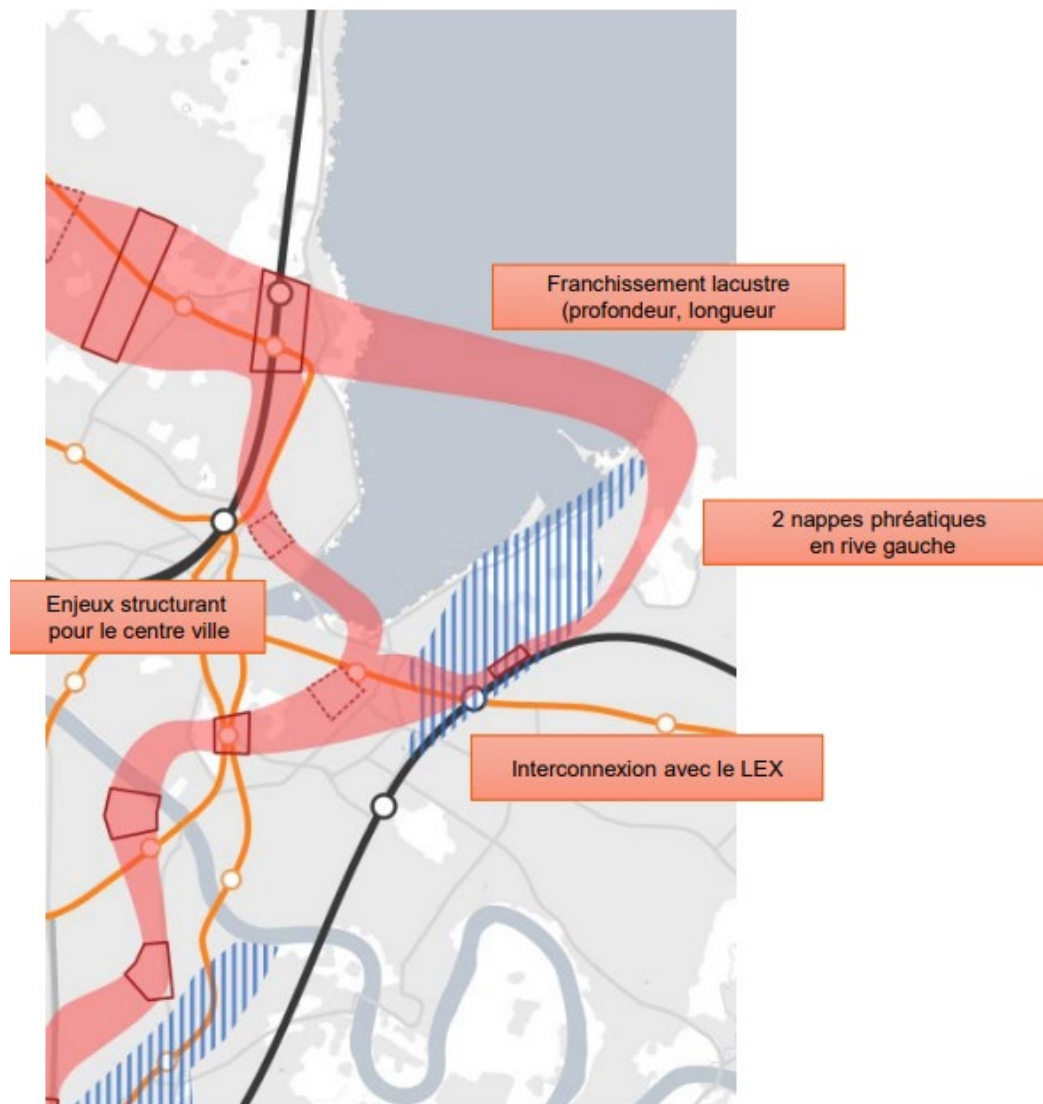 Franchissement lacustre
(profondeur, longueur
2 nappes phréatiques
en rive gauche
Enjeux structurant
pour le centre ville
Interconnexion avec le LEX